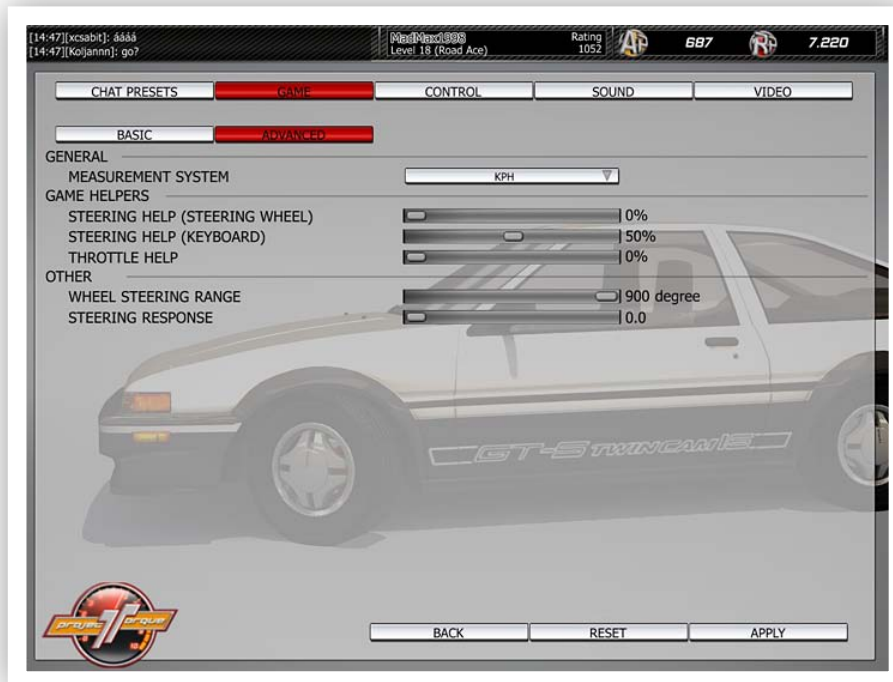 [14:47][xcsabit]: áááá
[14:47][Koljannn]: go?
MadMax1998
Level 18 (Road Ace)
Rating
1052
AP
687
RP
7.220
CHAT PRESETS
GAME
CONTROL
SOUND
VIDEO
BASIC
ADVANCED
GENERAL
MEASUREMENT SYSTEM
KPH
GAME HELPERS
STEERING HELP (STEERING WHEEL)
0%
STEERING HELP (KEYBOARD)
50%
THROTTLE HELP
0%
OTHER
WHEEL STEERING RANGE
900 degree
STEERING RESPONSE
0.0
GT-S TWINCAM16
project torque
BACK
RESET
APPLY